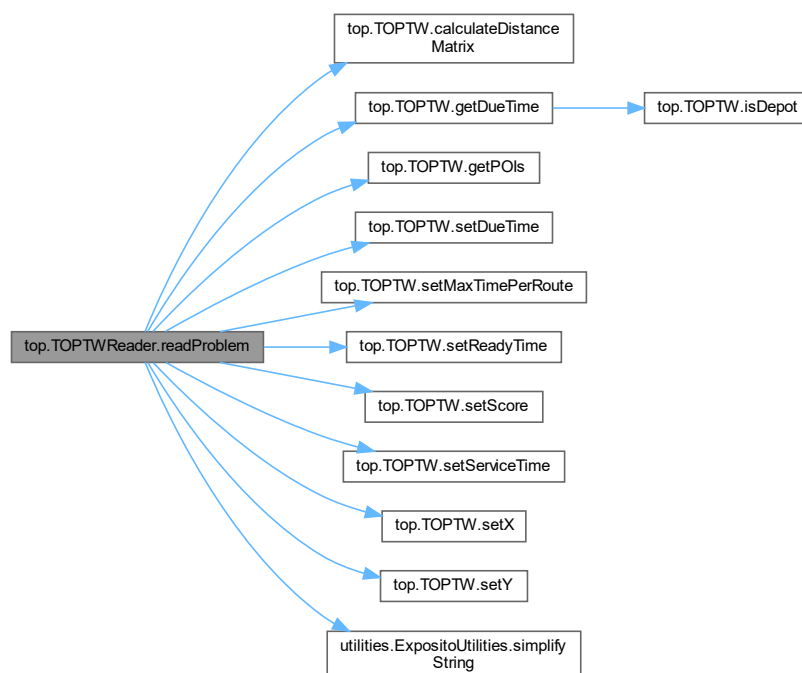 top.TOPTW.calculateDistance
Matrix
top.TOPTW.getDueTime
top.TOPTW.isDepot
top.TOPTW.getPOIs
top.TOPTW.setDueTime
top.TOPTW.setMaxTimePerRoute
top.TOPTWReader.readProblem
top.TOPTW.setReadyTime
top.TOPTW.setScore
top.TOPTW.setServiceTime
top.TOPTW.setX
top.TOPTW.setY
utilities.ExpositoUtilities.simplify
String